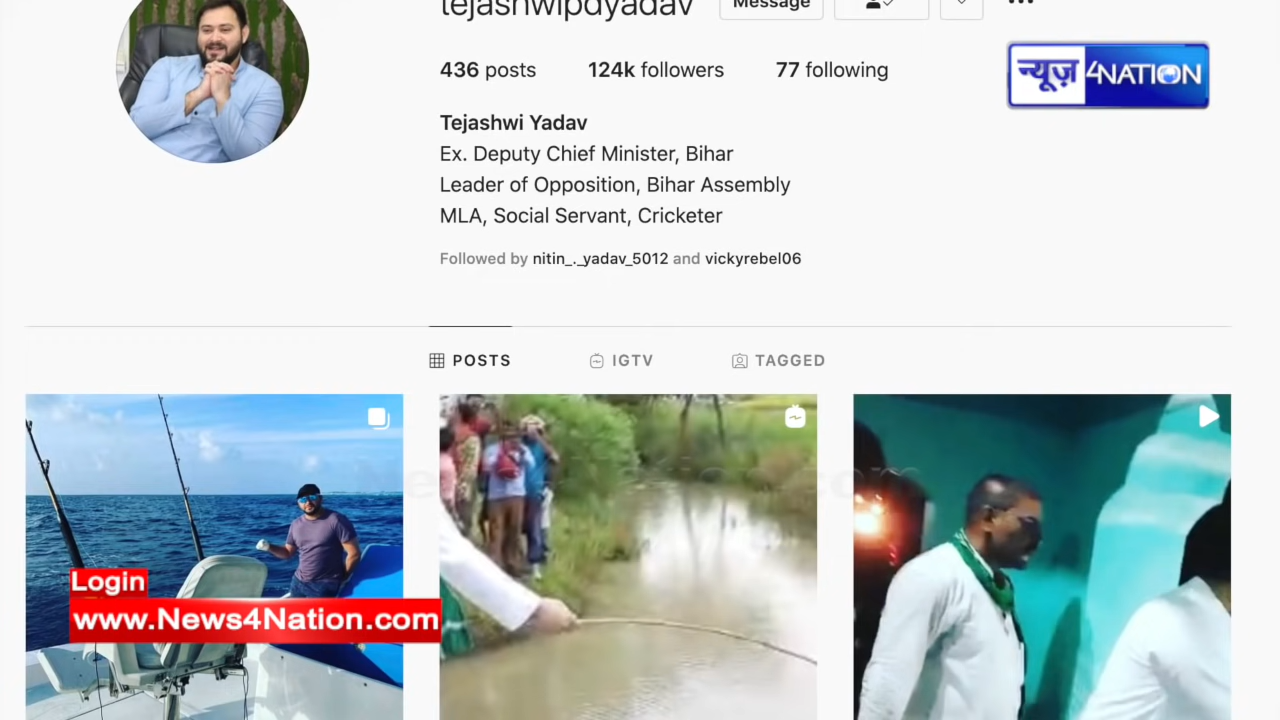 tejashwipdyadav
Message
436 posts 124k followers 77 following
न्यूज़ 4NATION
Tejashwi Yadav
Ex. Deputy Chief Minister, Bihar
Leader of Opposition, Bihar Assembly
MLA, Social Servant, Cricketer
Followed by nitin_._yadav_5012 and vickyrebel06
POSTS IGTV TAGGED
Login
www.News4Nation.com